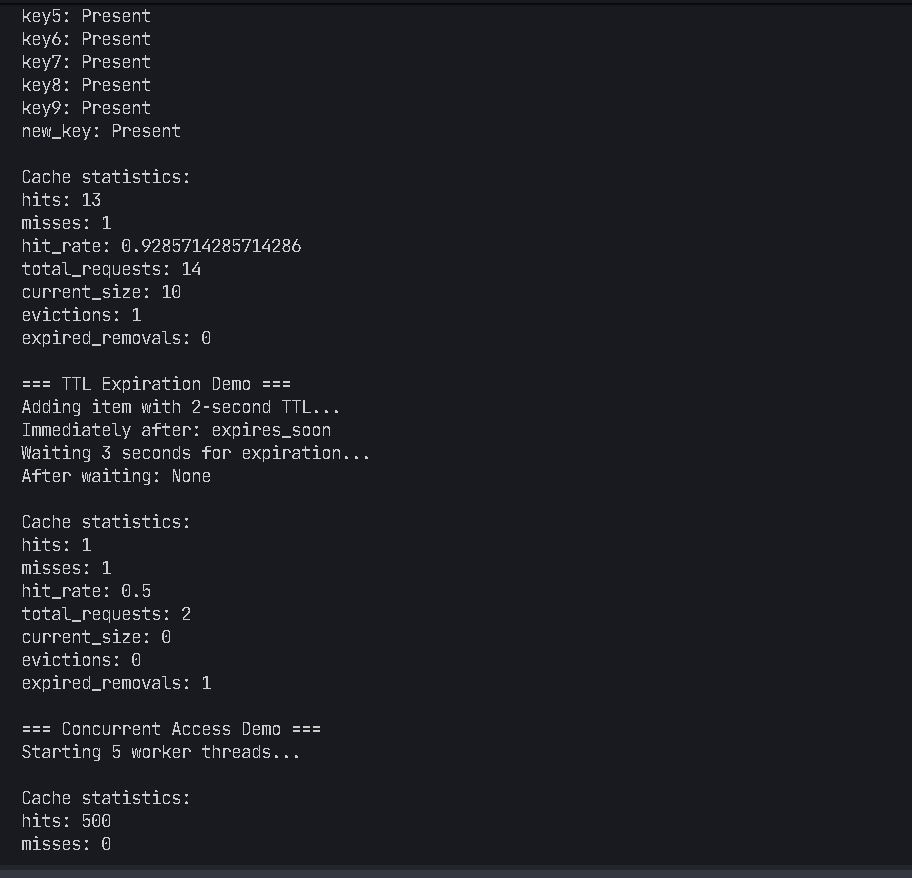 key5: Present
key6: Present
key7: Present
key8: Present
key9: Present
new_key: Present
Cache statistics:
hits: 13
misses: 1
hit_rate: 0.9285714285714286
total_requests: 14
current_size: 10
evictions: 1
expired_removals: 0
=== TTL Expiration Demo ===
Adding item with 2-second TTL...
Immediately after: expires_soon
Waiting 3 seconds for expiration...
After waiting: None
Cache statistics:
hits: 1
misses: 1
hit_rate: 0.5
total_requests: 2
current_size: 0
evictions: 0
expired_removals: 1
=== Concurrent Access Demo ===
Starting 5 worker threads...
Cache statistics:
hits: 500
misses: 0